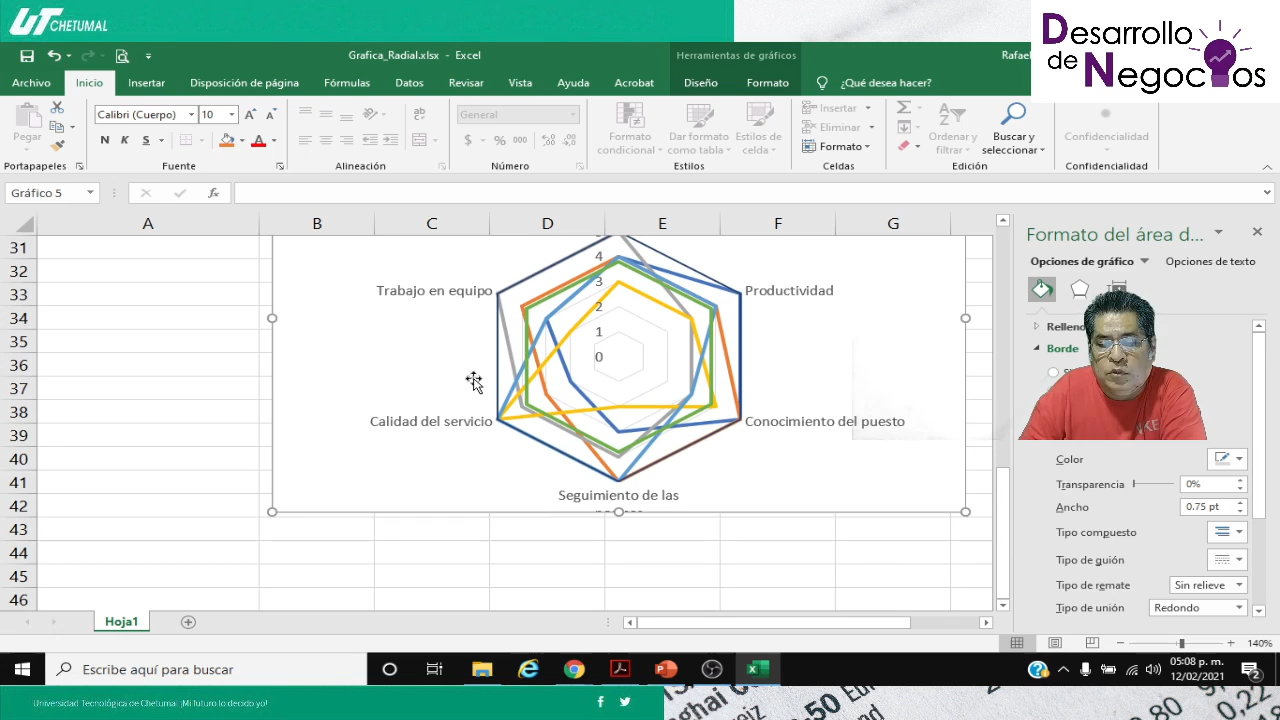 UT CHETUMAL
Desarrollo
de Negocios
Grafica_Radial.xlsx - Excel
Herramientas de gráficos
Rafael
Archivo Inicio Insertar Disposición de página Fórmulas Datos Revisar Vista Ayuda Acrobat Diseño Formato ¿Qué desea hacer?
Pegar
Calibri (Cuerpo) 10
N K S
ab
General
$ % 000
Formato condicional
Dar formato como tabla
Estilos de celda
Insertar
Eliminar
Formato
Ordenar y filtrar
Buscar y seleccionar
Confidencialidad
Portapapeles Fuente Alineación Número Estilos Celdas Edición Confidencialidad
Gráfico 5
fx
A B C D E F G
31
32
33
34
35
36
37
38
39
40
41
42
43
44
45
46
4
3
2
1
0
Trabajo en equipo
Productividad
Calidad del servicio
Conocimiento del puesto
Seguimiento de las
Formato del área d...
Opciones de gráfico Opciones de texto
Borde
Color
Transparencia 0%
Ancho 0.75 pt
Tipo compuesto
Tipo de guión
Tipo de remate Sin relieve
Tipo de unión Redondo
Hoja1
140%
Escribe aquí para buscar
05:08 p. m.
12/02/2021
2
Universidad Tecnológica de Chetumal ¡Mi futuro lo decido yo!